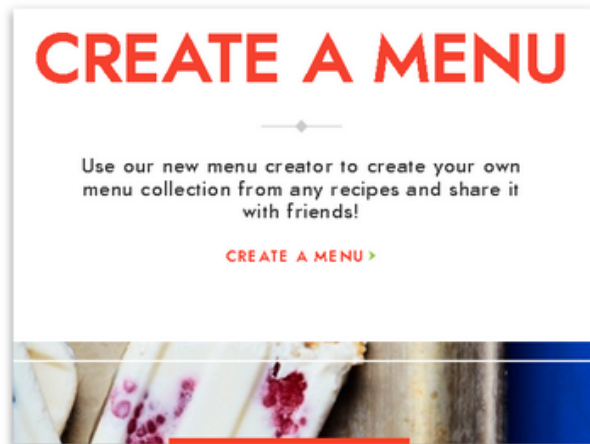 CREATE A MENU
Use our new menu creator to create your own
menu collection from any recipes and share it
with friends!
CREATE A MENU